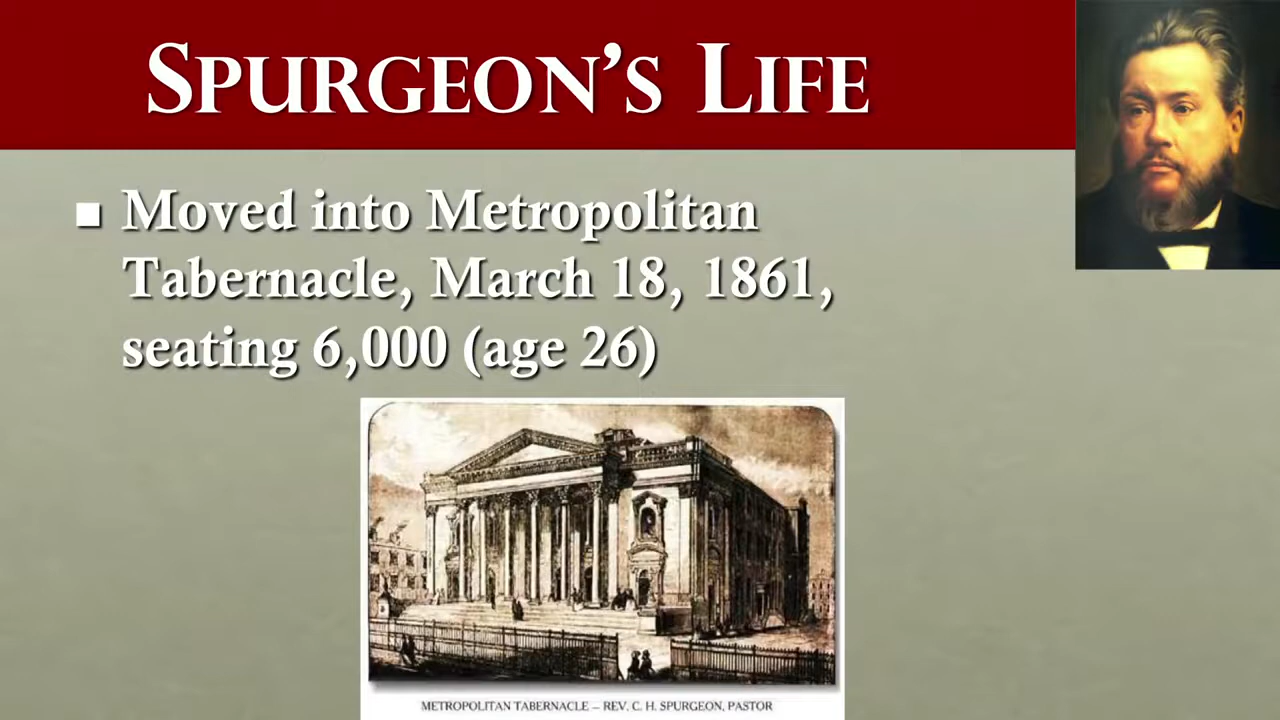 Spurgeon's Life
Moved into Metropolitan
Tabernacle, March 18, 1861,
seating 6,000 (age 26)
METROPOLITAN TABERNACLE – REV. C. H. SPURGEON, PASTOR